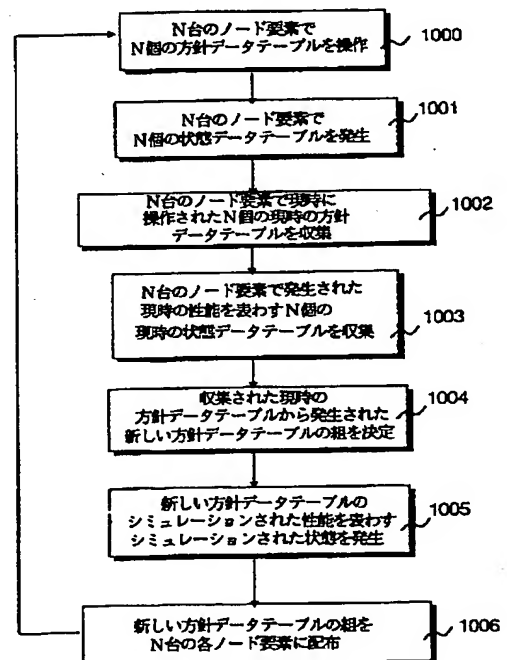 N台のノード要素で
N個の方針データテーブルを操作
1000
N台のノード要素で
N個の状態データテーブルを発生
1001
N台のノード要素で現時に
操作されたN個の現時の方針
データテーブルを収集
1002
N台のノード要素で発生された
現時の性能を表わすN個の
現時の状態データテーブルを収集
1003
収集された現時の
方針データテーブルから発生された
新しい方針データテーブルの組を決定
1004
新しい方針データテーブルの
シミュレーションされた性能を表わす
シミュレーションされた状態を発生
1005
新しい方針データテーブルの組を
N台の各ノード要素に配布
1006